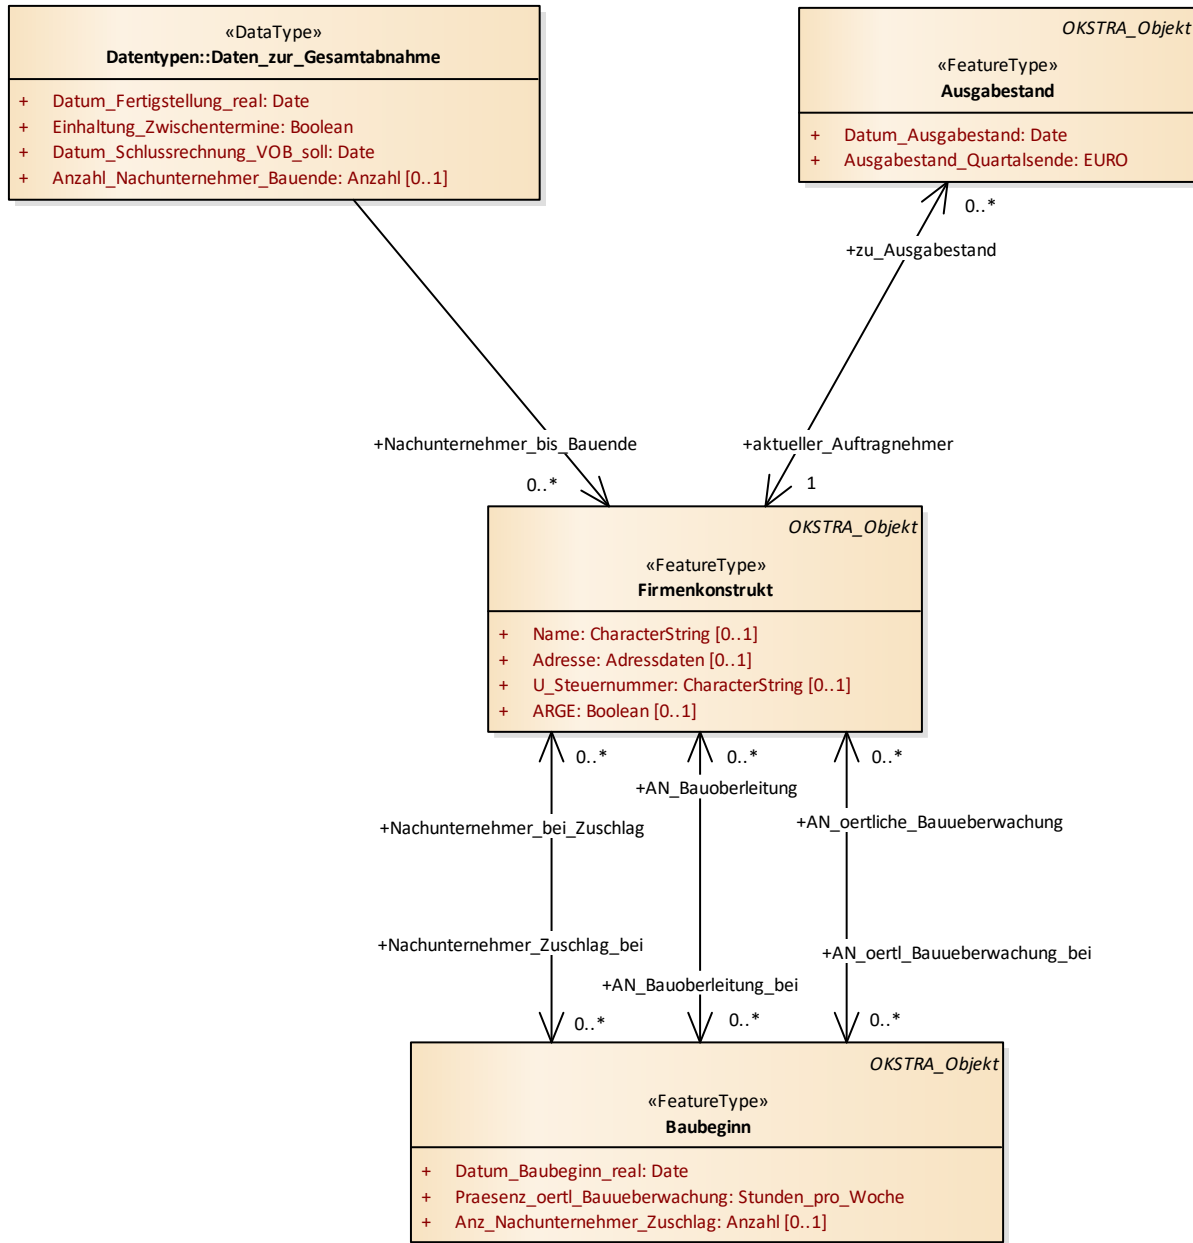 «DataType»
Datentypen::Daten_zur_Gesamtabnahme
+ Datum_Fertigstellung_real: Date
+ Einhaltung_Zwischentermine: Boolean
+ Datum_Schlussrechnung_VOB_soll: Date
+ Anzahl_Nachunternehmer_Bauende: Anzahl [0..1]
OKSTRA_Objekt
«FeatureType»
Ausgabestand
+ Datum_Ausgabestand: Date
+ Ausgabestand_Quartalsende: EURO
0..*
+zu_Ausgabestand
+Nachunternehmer_bis_Bauende
0..*
+aktueller_Auftragnehmer
1
OKSTRA_Objekt
«FeatureType»
Firmenkonstrukt
+ Name: CharacterString [0..1]
+ Adresse: Adressdaten [0..1]
+ U_Steuernummer: CharacterString [0..1]
+ ARGE: Boolean [0..1]
0..*
0..*
0..*
+AN_Bauoberleitung
+Nachunternehmer_bei_Zuschlag
+AN_oertliche_Bauueberwachung
+Nachunternehmer_Zuschlag_bei
+AN_oertl_Bauueberwachung_bei
+AN_Bauoberleitung_bei
0..*
0..*
0..*
OKSTRA_Objekt
«FeatureType»
Baubeginn
+ Datum_Baubeginn_real: Date
+ Praesenz_oertl_Bauueberwachung: Stunden_pro_Woche
+ Anz_Nachunternehmer_Zuschlag: Anzahl [0..1]